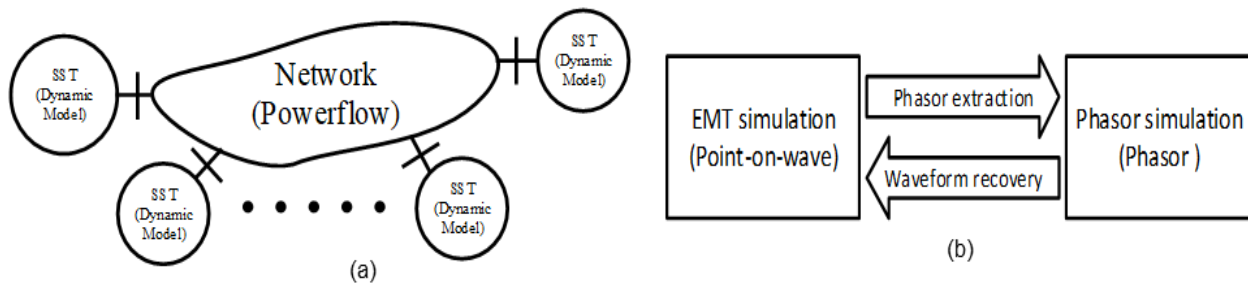 SST
(Dynamic
Model)
Network
(Powerflow)
SST
(Dynamic
Model)
SST
(Dynamic
Model)
SST
(Dynamic
Model)
(a)
EMT simulation
(Point-on-wave)
Phasor extraction
Waveform recovery
Phasor simulation
(Phasor )
(b)